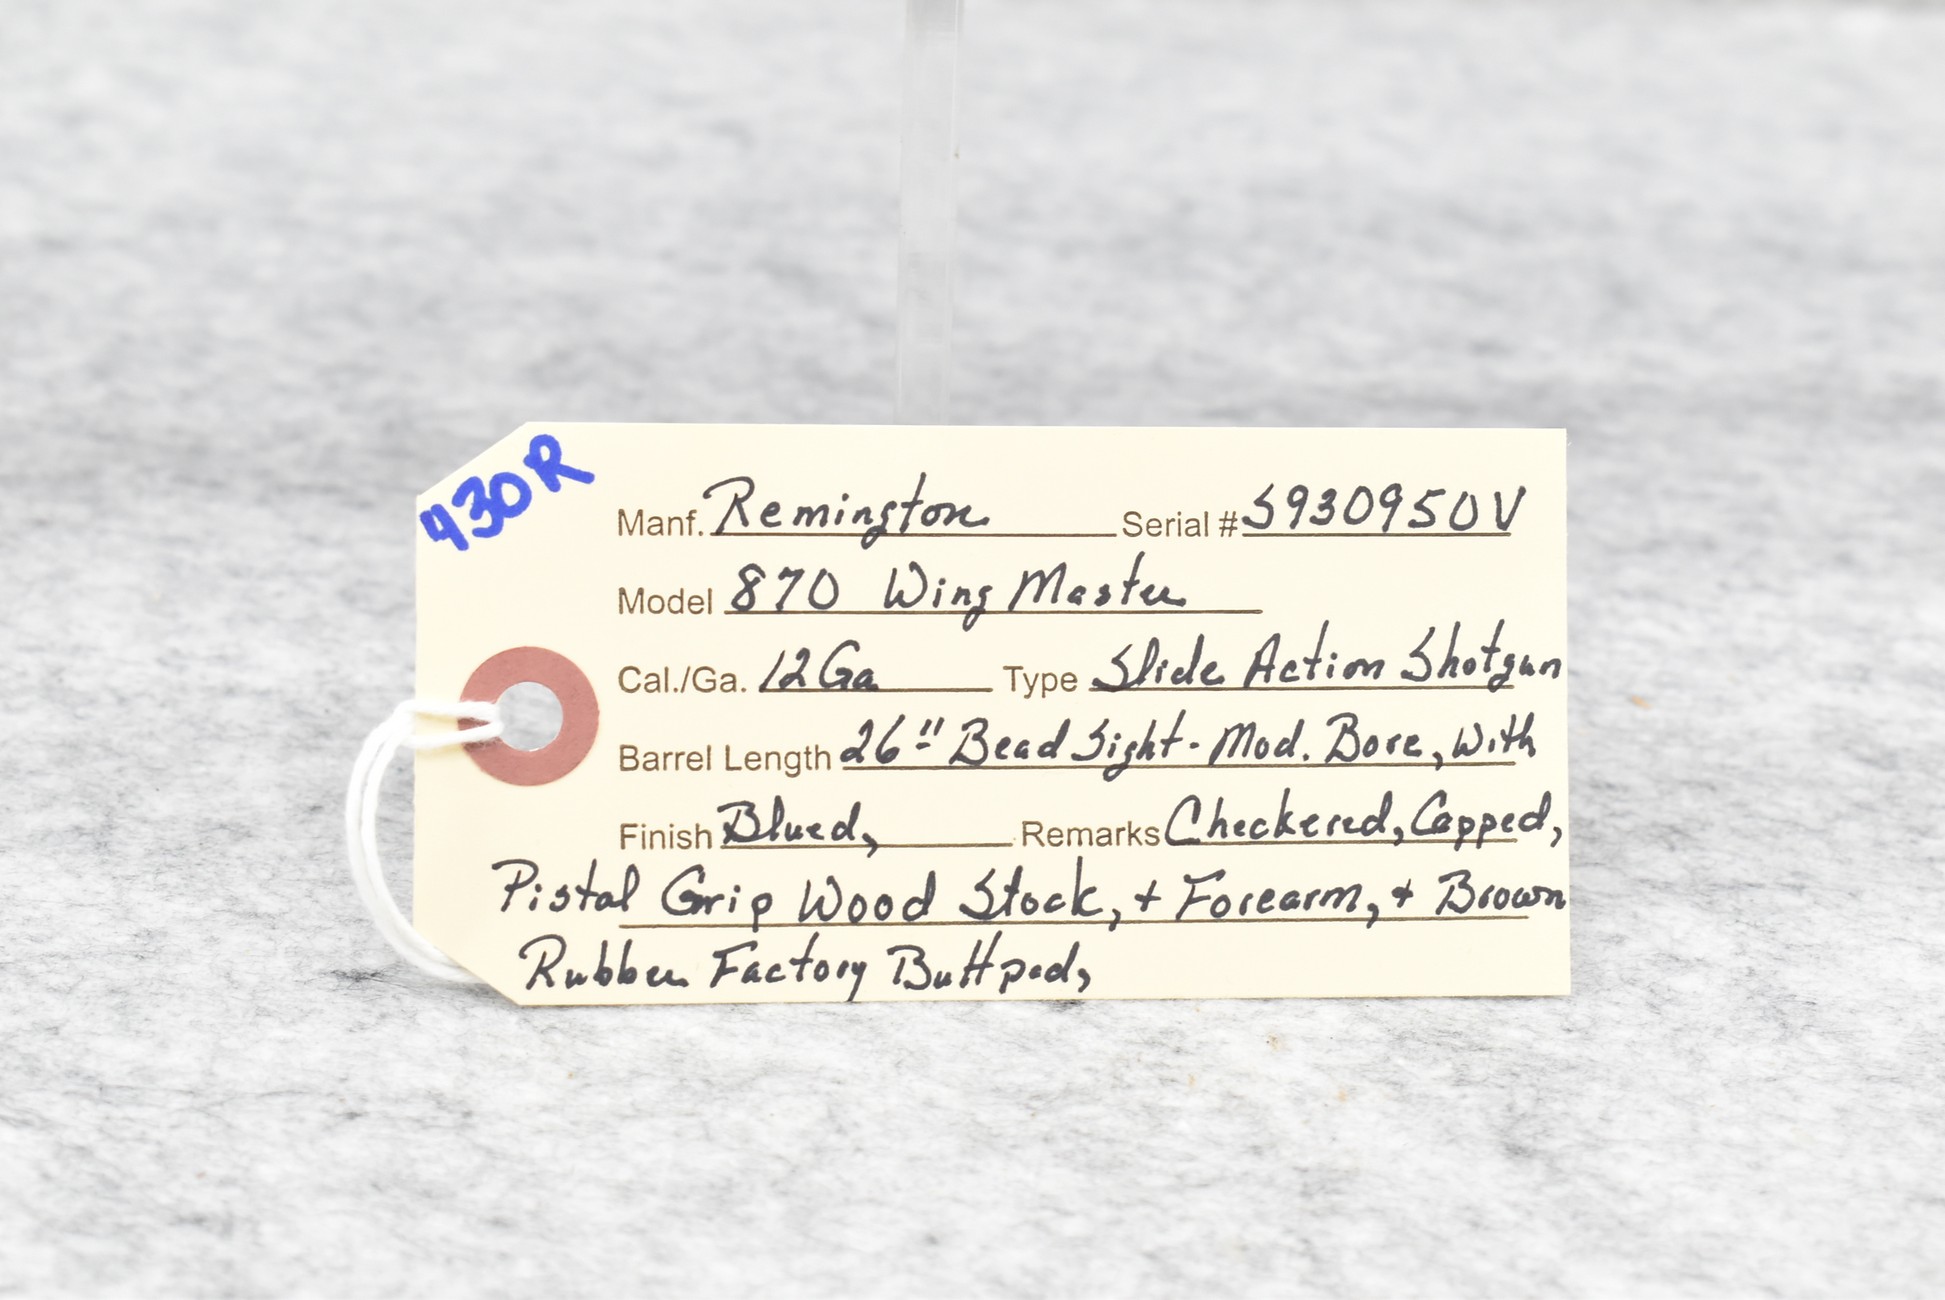 430R
Manf. Remington Serial # S930950V
Model 870 Wing Master
Cal./Ga. 12 Ga Type Slide Action Shotgun
Barrel Length 26" Bead Sight - Mod. Bore, With
Finish Blued, Remarks Checkered, Capped,
Pistal Grip Wood Stock, + Forearm, + Brown
Rubber Factory Buttpad,